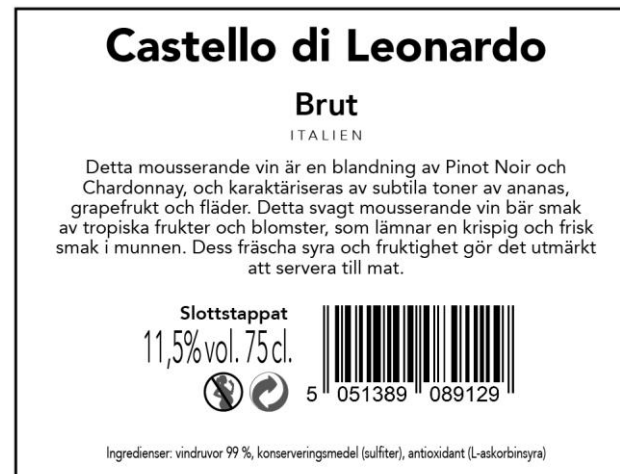 Castello di Leonardo
Brut
ITALIEN
Detta mousserande vin är en blandning av Pinot Noir och
Chardonnay, och karaktäriseras av subtila toner av ananas,
grapefrukt och fläder. Detta svagt mousserande vin bär smak
av tropiska frukter och blomster, som lämnar en krispig och frisk
smak i munnen. Dess fräscha syra och fruktighet gör det utmärkt
att servera till mat.
Slottstappat
11,5% vol. 75 cl.
5 051389 089129
Ingredienser: vindruvor 99 %, konserveringsmedel (sulfiter), antioxidant (L-askorbinsyra)